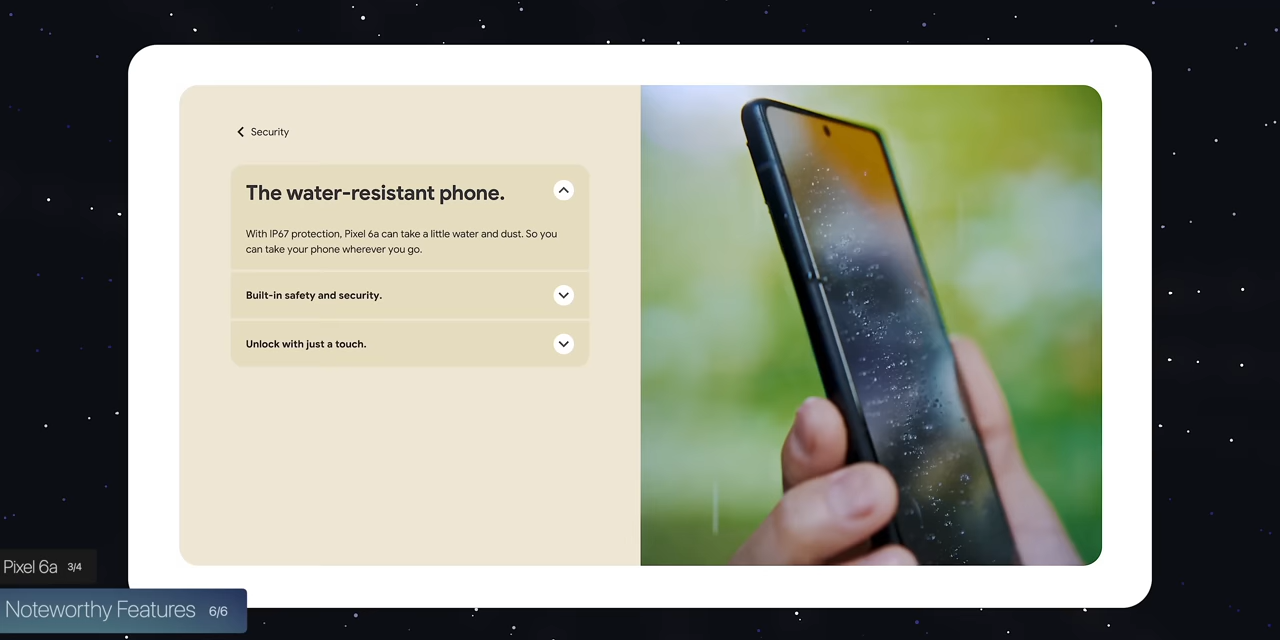 Security
The water-resistant phone.
With IP67 protection, Pixel 6a can take a little water and dust. So you
can take your phone wherever you go.
Built-in safety and security.
Unlock with just a touch.
Pixel 6a 3/4
Noteworthy Features 6/6